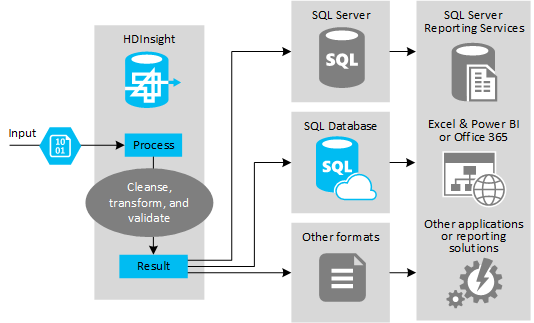 HDInsight
SQL Server
SQL
SQL Server
Reporting Services
Input
10
01
Process
Cleanse,
transform, and
validate
Result
SQL Database
SQL
Excel & Power BI
or Office 365
Other formats
Other applications
or reporting
solutions